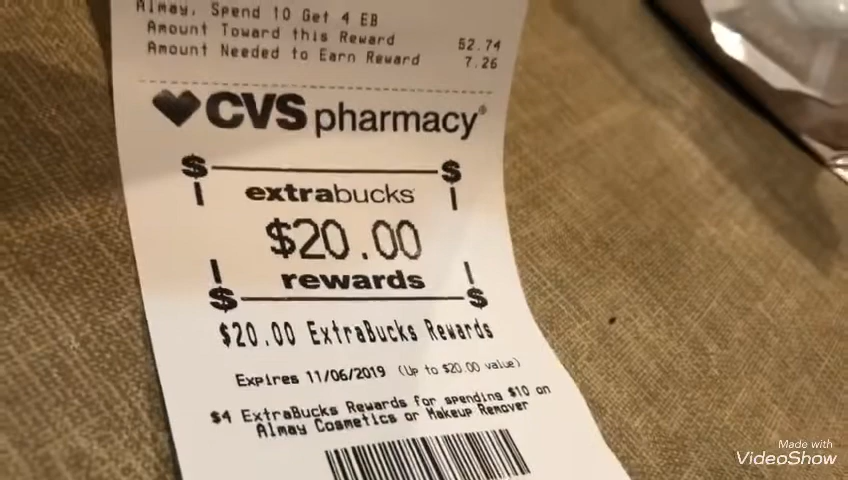 Almay, Spend 10 Get 4 EB
Amount Toward this Reward 52.74
Amount Needed to Earn Reward 7.26
CVS pharmacy®
$ $
extrabucks®
$20.00
rewards
$ $
$20.00 ExtraBucks Rewards
Expires 11/06/2019 (Up to $20.00 value)
$4 ExtraBucks Rewards for spending $10 on
Almay Cosmetics or Makeup Remover
Made with
VideoShow